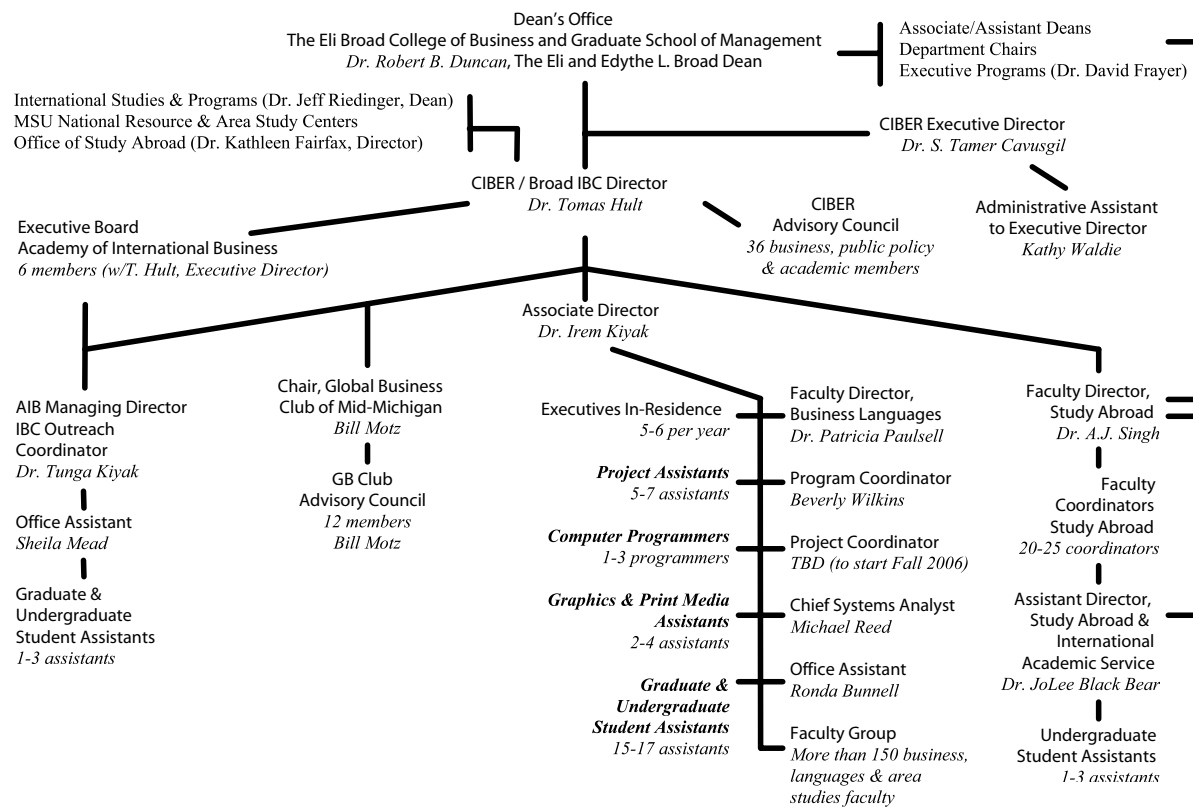 Dean's Office
The Eli Broad College of Business and Graduate School of Management
Dr. Robert B. Duncan, The Eli and Edythe L. Broad Dean
Associate/Assistant Deans
Department Chairs
Executive Programs (Dr. David Frayer)
International Studies & Programs (Dr. Jeff Riedinger, Dean)
MSU National Resource & Area Study Centers
Office of Study Abroad (Dr. Kathleen Fairfax, Director)
CIBER Executive Director
Dr. S. Tamer Cavusgil
CIBER / Broad IBC Director
Dr. Tomas Hult
Executive Board
Academy of International Business
6 members (w/T. Hult, Executive Director)
CIBER
Advisory Council
36 business, public policy
& academic members
Administrative Assistant
to Executive Director
Kathy Waldie
Associate Director
Dr. Irem Kiyak
AIB Managing Director
IBC Outreach
Coordinator
Dr. Tunga Kiyak
Office Assistant
Sheila Mead
Graduate &
Undergraduate
Student Assistants
1-3 assistants
Chair, Global Business
Club of Mid-Michigan
Bill Motz
GB Club
Advisory Council
12 members
Bill Motz
Executives In-Residence
5-6 per year
Project Assistants
5-7 assistants
Computer Programmers
1-3 programmers
Graphics & Print Media
Assistants
2-4 assistants
Graduate &
Undergraduate
Student Assistants
15-17 assistants
Faculty Director,
Business Languages
Dr. Patricia Paulsell
Program Coordinator
Beverly Wilkins
Project Coordinator
TBD (to start Fall 2006)
Chief Systems Analyst
Michael Reed
Office Assistant
Ronda Bunnell
Faculty Group
More than 150 business,
languages & area
studies faculty
Faculty Director,
Study Abroad
Dr. A.J. Singh
Faculty
Coordinators
Study Abroad
20-25 coordinators
Assistant Director,
Study Abroad &
International
Academic Service
Dr. JoLee Black Bear
Undergraduate
Student Assistants
1-3 assistants